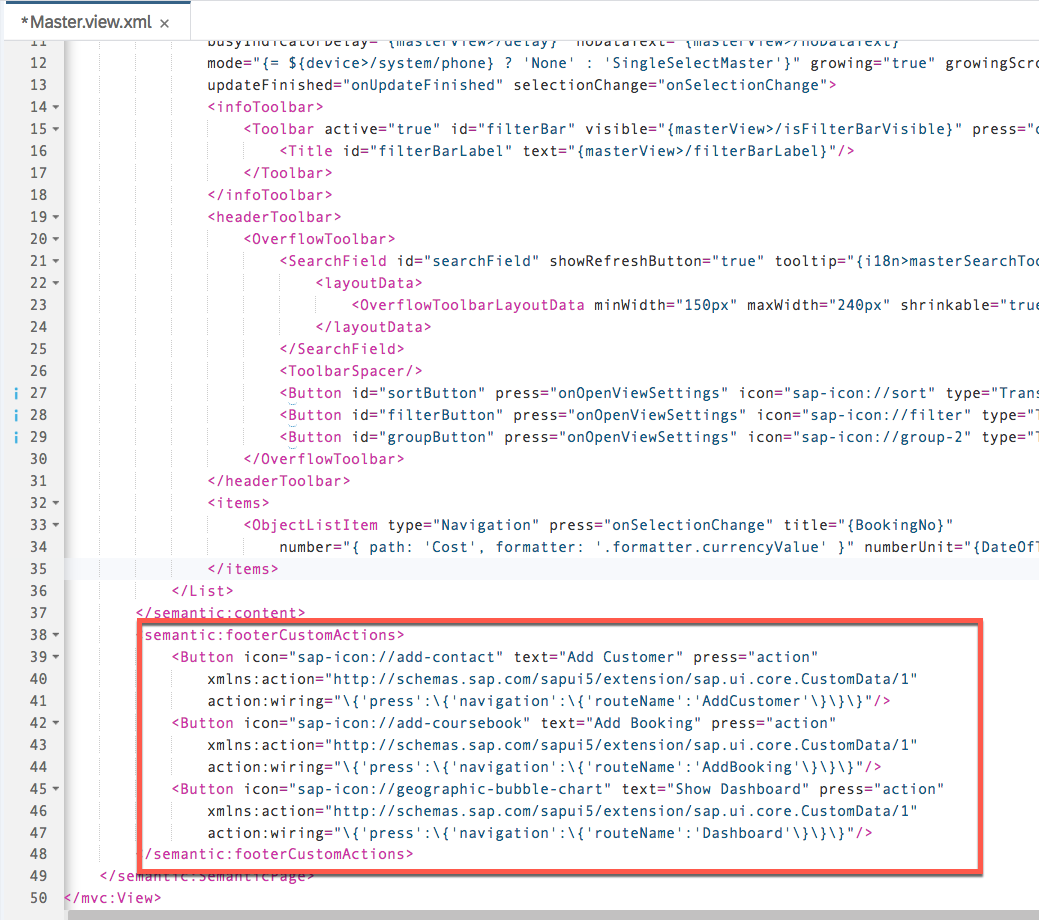 *Master.view.xml ×
11 busyIndicatorDelay="{masterView>/delay}" noDataText="{masterView>/noDataText}"
12 mode="{= ${device>/system/phone} ? 'None' : 'SingleSelectMaster'}" growing="true" growingScro
13 updateFinished="onUpdateFinished" selectionChange="onSelectionChange">
14 <infoToolbar>
15 <Toolbar active="true" id="filterBar" visible="{masterView>/isFilterBarVisible}" press="o
16 <Title id="filterBarLabel" text="{masterView>/filterBarLabel}"/>
17 </Toolbar>
18 </infoToolbar>
19 <headerToolbar>
20 <OverflowToolbar>
21 <SearchField id="searchField" showRefreshButton="true" tooltip="{i18n>masterSearchToo
22 <layoutData>
23 <OverflowToolbarLayoutData minWidth="150px" maxWidth="240px" shrinkable="true
24 </layoutData>
25 </SearchField>
26 <ToolbarSpacer/>
i 27 <Button id="sortButton" press="onOpenViewSettings" icon="sap-icon://sort" type="Trans
i 28 <Button id="filterButton" press="onOpenViewSettings" icon="sap-icon://filter" type="T
i 29 <Button id="groupButton" press="onOpenViewSettings" icon="sap-icon://group-2" type="T
30 </OverflowToolbar>
31 </headerToolbar>
32 <items>
33 <ObjectListItem type="Navigation" press="onSelectionChange" title="{BookingNo}"
34 number="{ path: 'Cost', formatter: '.formatter.currencyValue' }" numberUnit="{DateOfT
35 </items>
36 </List>
37 </semantic:content>
38 semantic:footerCustomActions>
39 <Button icon="sap-icon://add-contact" text="Add Customer" press="action"
40 xmlns:action="http://schemas.sap.com/sapui5/extension/sap.ui.core.CustomData/1"
41 action:wiring="\{'press':\{'navigation':\{'routeName':'AddCustomer'\}\}\}"/>
42 <Button icon="sap-icon://add-coursebook" text="Add Booking" press="action"
43 xmlns:action="http://schemas.sap.com/sapui5/extension/sap.ui.core.CustomData/1"
44 action:wiring="\{'press':\{'navigation':\{'routeName':'AddBooking'\}\}\}"/>
45 <Button icon="sap-icon://geographic-bubble-chart" text="Show Dashboard" press="action"
46 xmlns:action="http://schemas.sap.com/sapui5/extension/sap.ui.core.CustomData/1"
47 action:wiring="\{'press':\{'navigation':\{'routeName':'Dashboard'\}\}\}"/>
48 /semantic:footerCustomActions>
49 </semantic:SemanticPage>
50 </mvc:View>